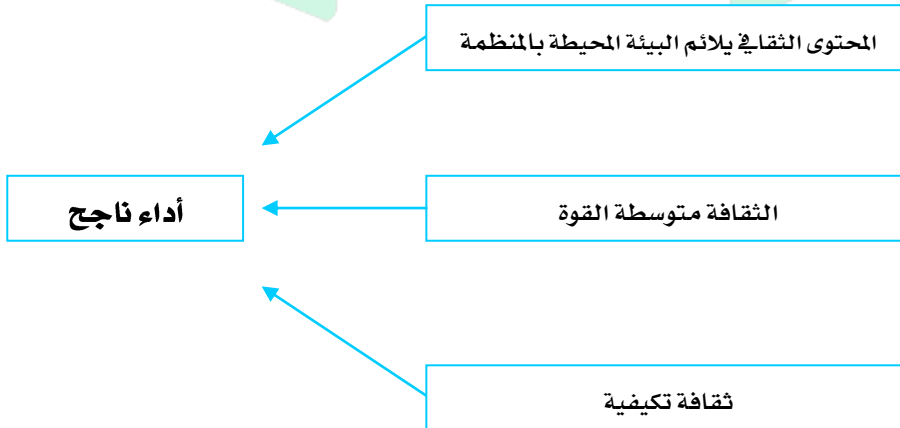 المحتوى الثقافي يلائم البيئة المحيطة بالمنظمة
أداء ناجح
الثقافة متوسطة القوة
ثقافة تكيفية